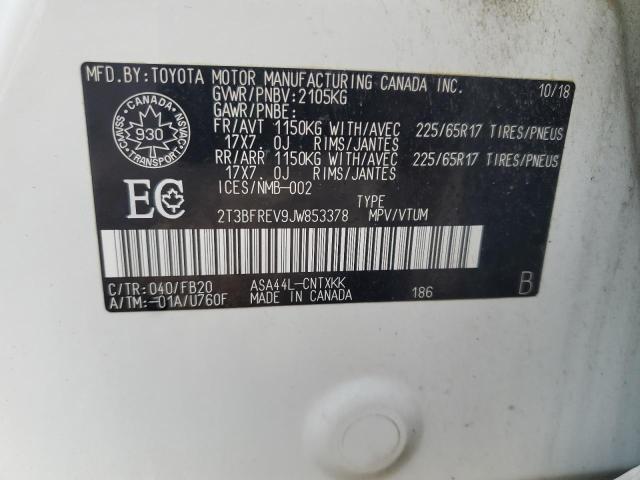 MFD.BY:TOYOTA MOTOR MANUFACTURING CANADA INC.
10/18
GVWR/PNBV:2105KG
GAWR/PNBE:
FR/AVT 1150KG WITH/AVEC 225/65R17 TIRES/PNEUS
17X7.0J RIMS/JANTES
RR/ARR 1150KG WITH/AVEC 225/65R17 TIRES/PNEUS
17X7.0J RIMS/JANTES
ICES/NMB-002
CANADA
CMVSS
930
NSVAC
TRANSPORT
EC
TYPE
2T3BFREV9JW853378 MPV/VTUM
C/TR:040/FB20 ASA44L-CNTXKK
A/TM:-01A/U760F MADE IN CANADA 186 B